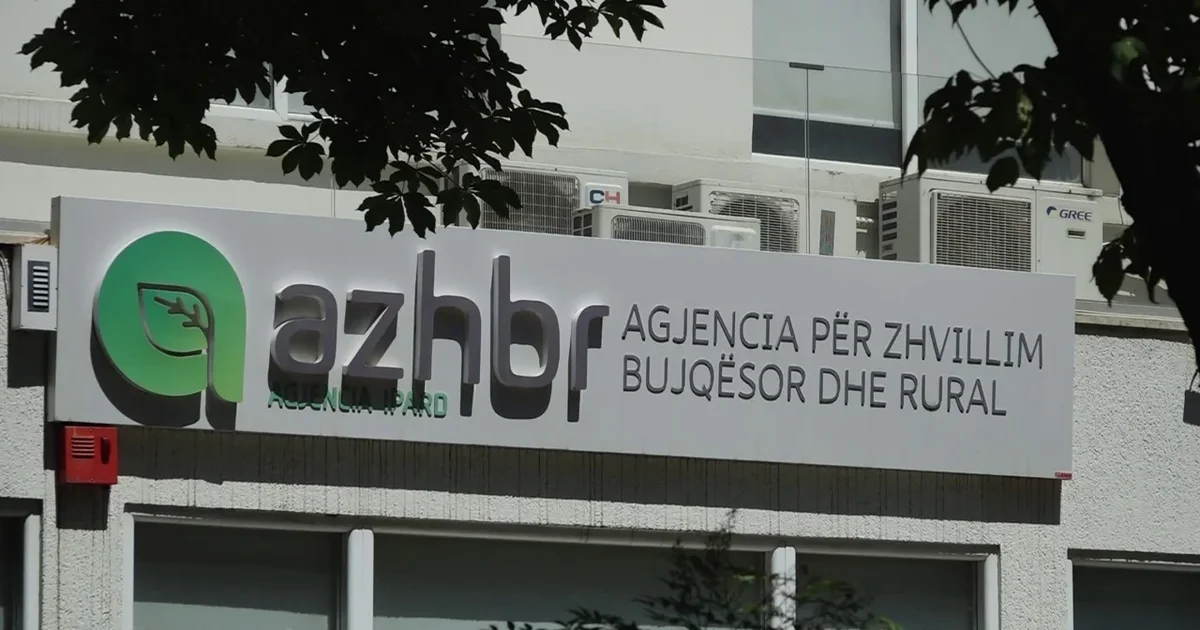 CH
GREE
azhbr
AGJENCIA IPARD
AGJENCIA PËR ZHVILLIM
BUJQËSOR DHE RURAL